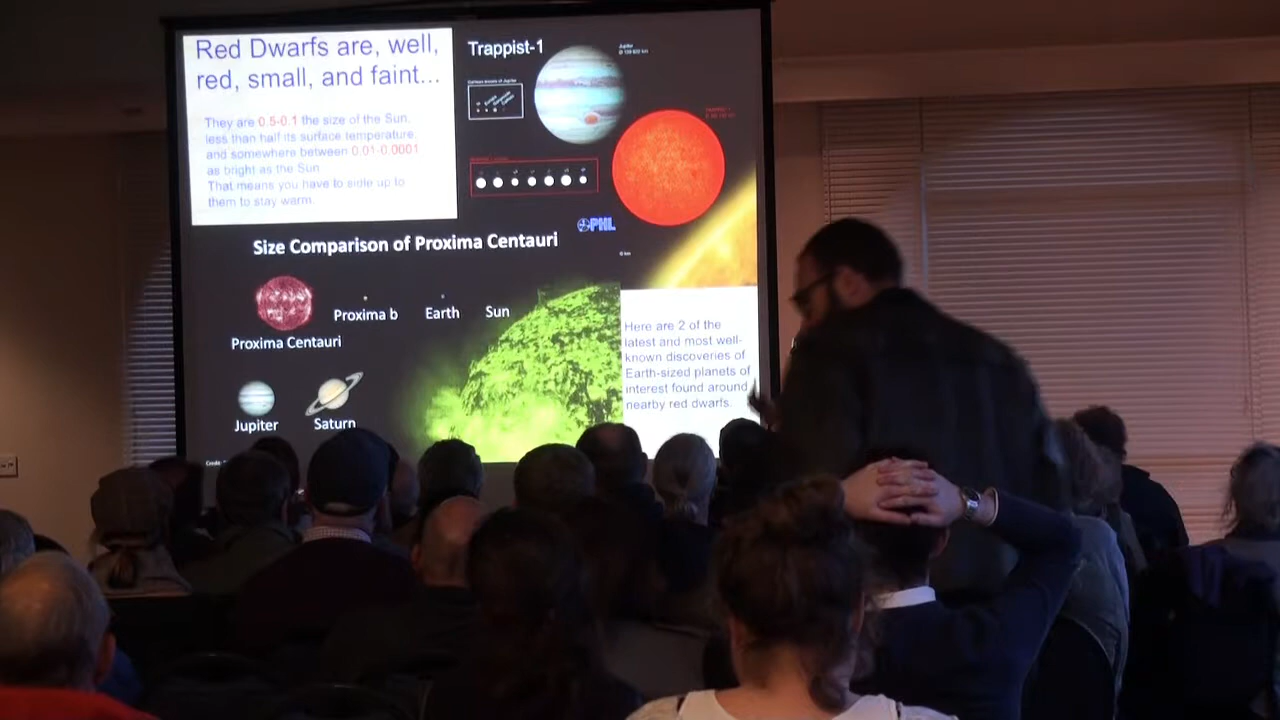 Red Dwarfs are, well,
red, small, and faint...
They are 0.5-0.1 the size of the Sun,
less than half its surface temperature,
and somewhere between 0.01-0.0001
as bright as the Sun
That means you have to sidle up to
them to stay warm.
Trappist-1
Jupiter
PHL
Size Comparison of Proxima Centauri
Proxima Centauri
Proxima b
Earth
Sun
Jupiter
Saturn
Here are 2 of the
latest and most well-
known discoveries of
Earth-sized planets of
interest found around
nearby red dwarfs.
Credit: